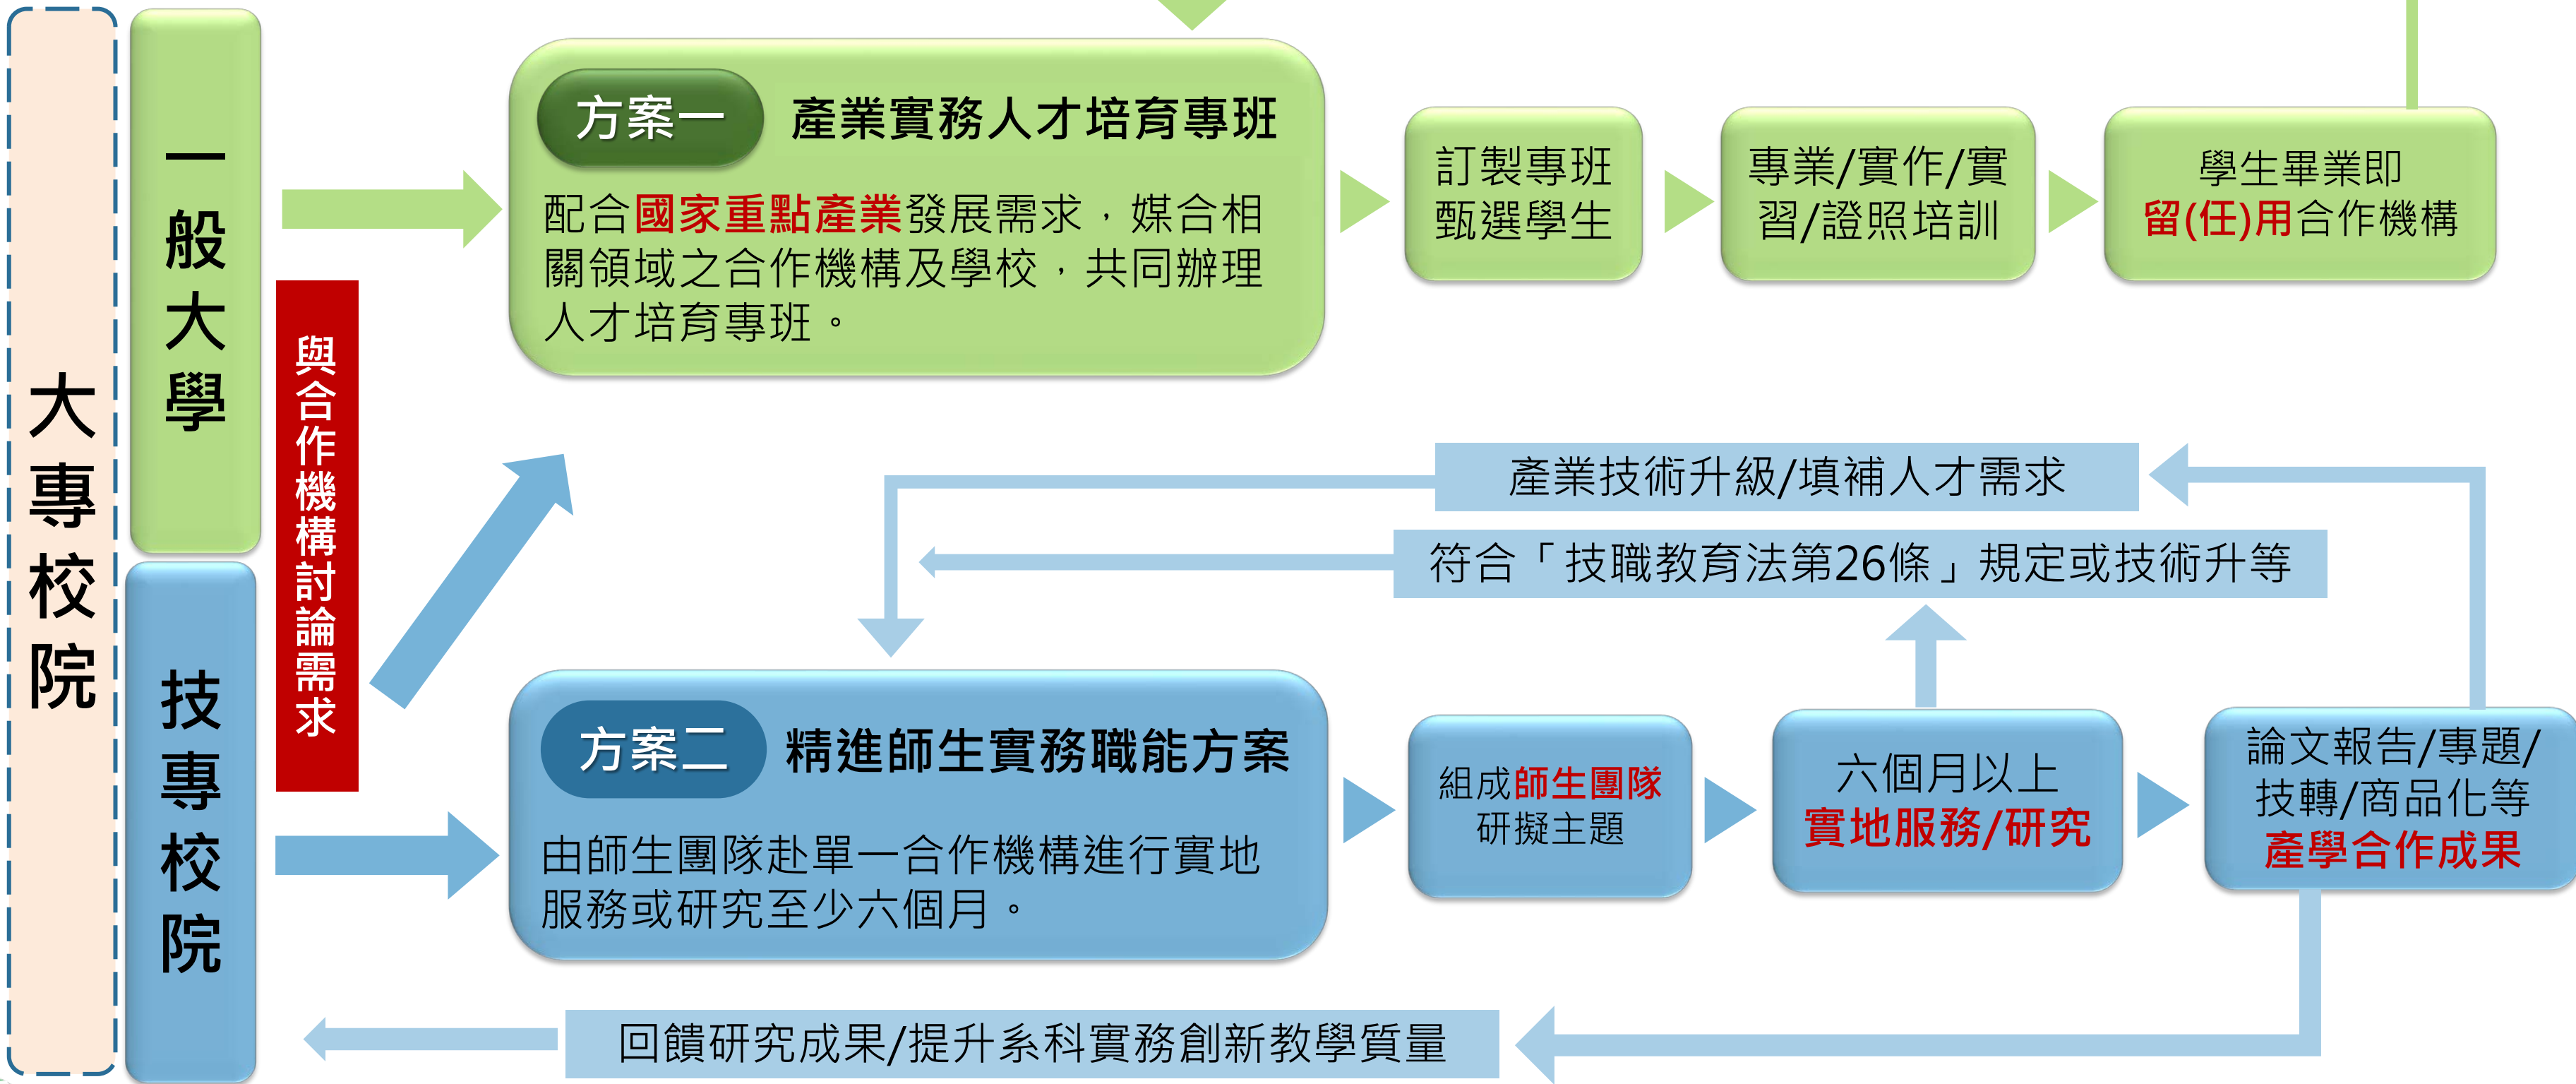 大專校院
一般大學
技專校院
與合作機構討論需求
方案一 產業實務人才培育專班
配合國家重點產業發展需求，媒合相
關領域之合作機構及學校，共同辦理
人才培育專班。
訂製專班
甄選學生
專業/實作/實
習/證照培訓
學生畢業即
留(任)用合作機構
產業技術升級/填補人才需求
符合「技職教育法第26條」規定或技術升等
方案二 精進師生實務職能方案
由師生團隊赴單一合作機構進行實地
服務或研究至少六個月。
組成師生團隊
研擬主題
六個月以上
實地服務/研究
論文報告/專題/
技轉/商品化等
產學合作成果
回饋研究成果/提升系科實務創新教學質量